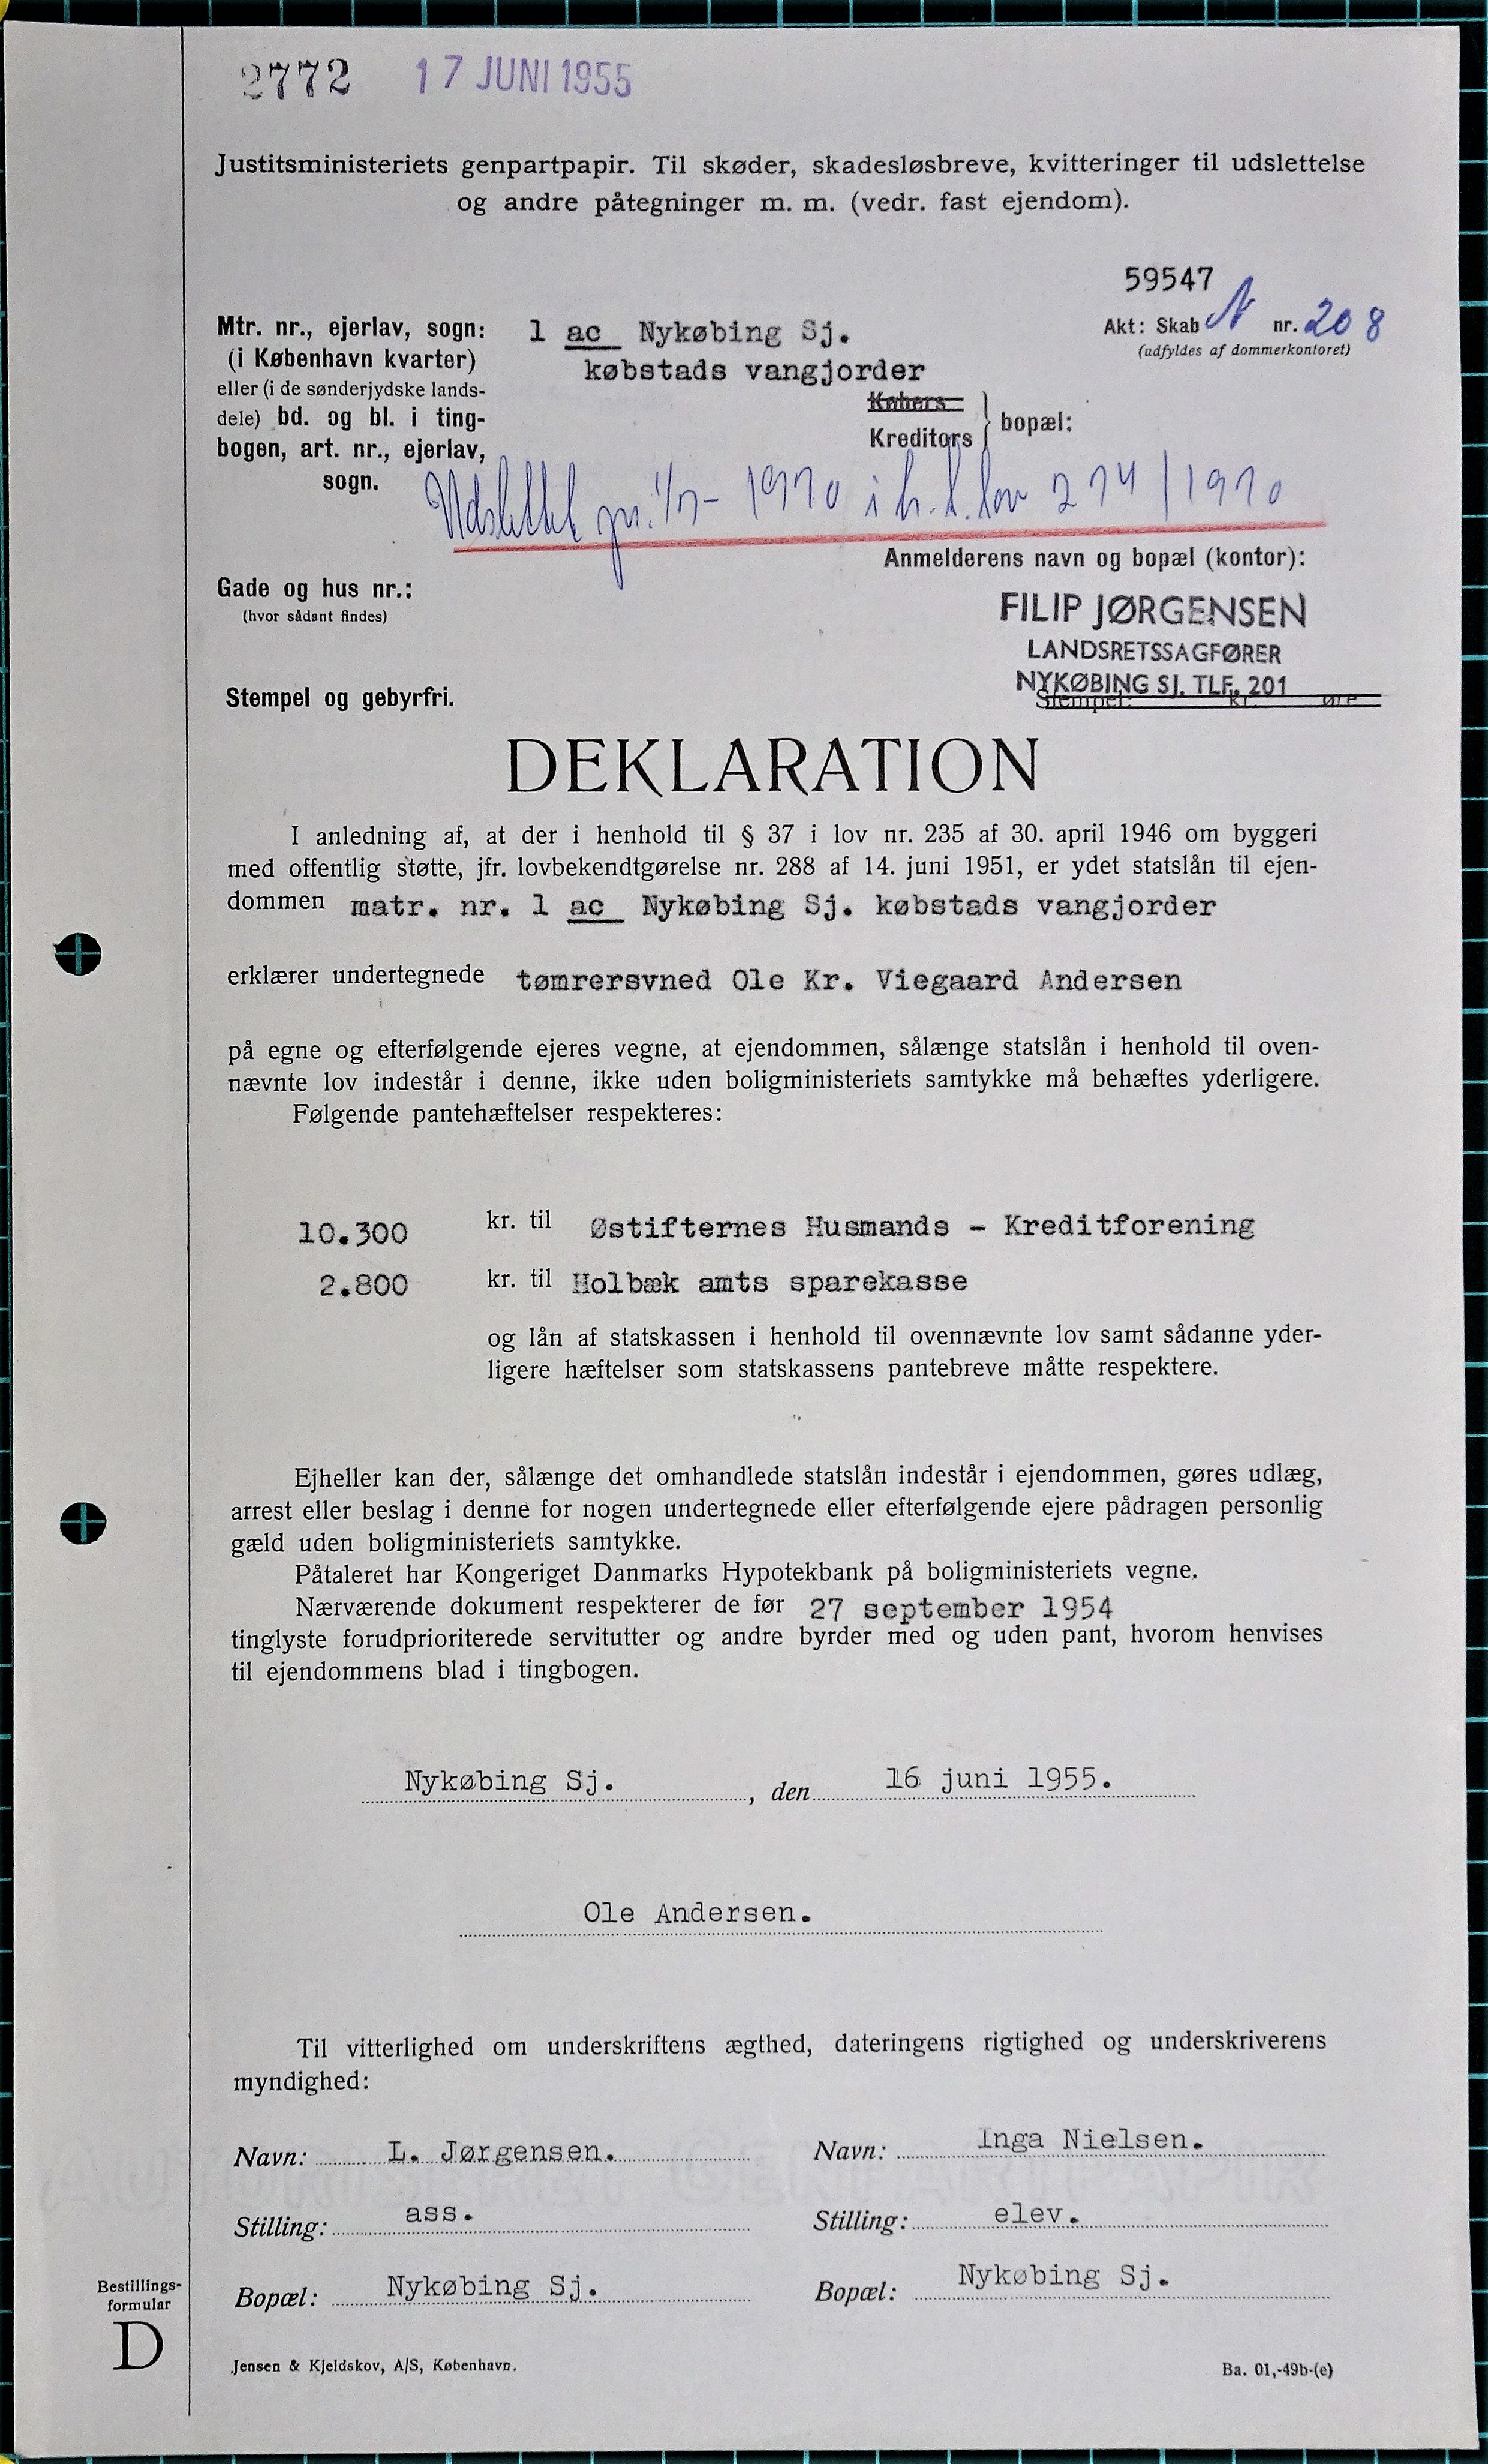 2772 17 JUNI 1955
Justitsministeriets genpartpapir. Til skøder, skadesløsbreve, kvitteringer til udslettelse
og andre påtegninger m. m. (vedr. fast ejendom).
59547
Akt: Skab N nr. 208
(udfyldes af dommerkontoret)
Mtr. nr., ejerlav, sogn: 1 ac Nykøbing Sj.
(i København kvarter) købstads vangjorder
eller (i de sønderjydske lands-
dele) bd. og bl. i ting-
bogen, art. nr., ejerlav,
sogn.
Købers
Kreditors } bopæl:
Udslettet pr. 1/7- 1970 i h. t. lov 274/1970
Anmelderens navn og bopæl (kontor):
Gade og hus nr.:
(hvor sådant findes)
FILIP JØRGENSEN
LANDSRETSSAGFØRER
NYKØBING SJ. TLF. 201
Stempel og gebyrfri.
Stempel: kr. øre
DEKLARATION
I anledning af, at der i henhold til § 37 i lov nr. 235 af 30. april 1946 om byggeri
med offentlig støtte, jfr. lovbekendtgørelse nr. 288 af 14. juni 1951, er ydet statslån til ejen-
dommen matr. nr. 1 ac Nykøbing Sj. købstads vangjorder
erklærer undertegnede tømrersvned Ole Kr. Viegaard Andersen
på egne og efterfølgende ejeres vegne, at ejendommen, sålænge statslån i henhold til oven-
nævnte lov indestår i denne, ikke uden boligministeriets samtykke må behæftes yderligere.
Følgende pantehæftelser respekteres:
10.300 kr. til Østifternes Husmands - Kreditforening
2.800 kr. til Holbæk amts sparekasse
og lån af statskassen i henhold til ovennævnte lov samt sådanne yder-
ligere hæftelser som statskassens pantebreve måtte respektere.
Ejheller kan der, sålænge det omhandlede statslån indestår i ejendommen, gøres udlæg,
arrest eller beslag i denne for nogen undertegnede eller efterfølgende ejere pådragen personlig
gæld uden boligministeriets samtykke.
Påtaleret har Kongeriget Danmarks Hypotekbank på boligministeriets vegne.
Nærværende dokument respekterer de før 27 september 1954
tinglyste forudprioriterede servitutter og andre byrder med og uden pant, hvorom henvises
til ejendommens blad i tingbogen.
Nykøbing Sj. , den 16 juni 1955.
Ole Andersen.
Til vitterlighed om underskriftens ægthed, dateringens rigtighed og underskriverens
myndighed:
Navn: L. Jørgensen. Navn: Inga Nielsen.
Stilling: ass. Stilling: elev.
Bopæl: Nykøbing Sj. Bopæl: Nykøbing Sj.
Bestillings-
formular
D
Jensen & Kjeldskov, A/S, København.
Ba. 01,-49b-(e)